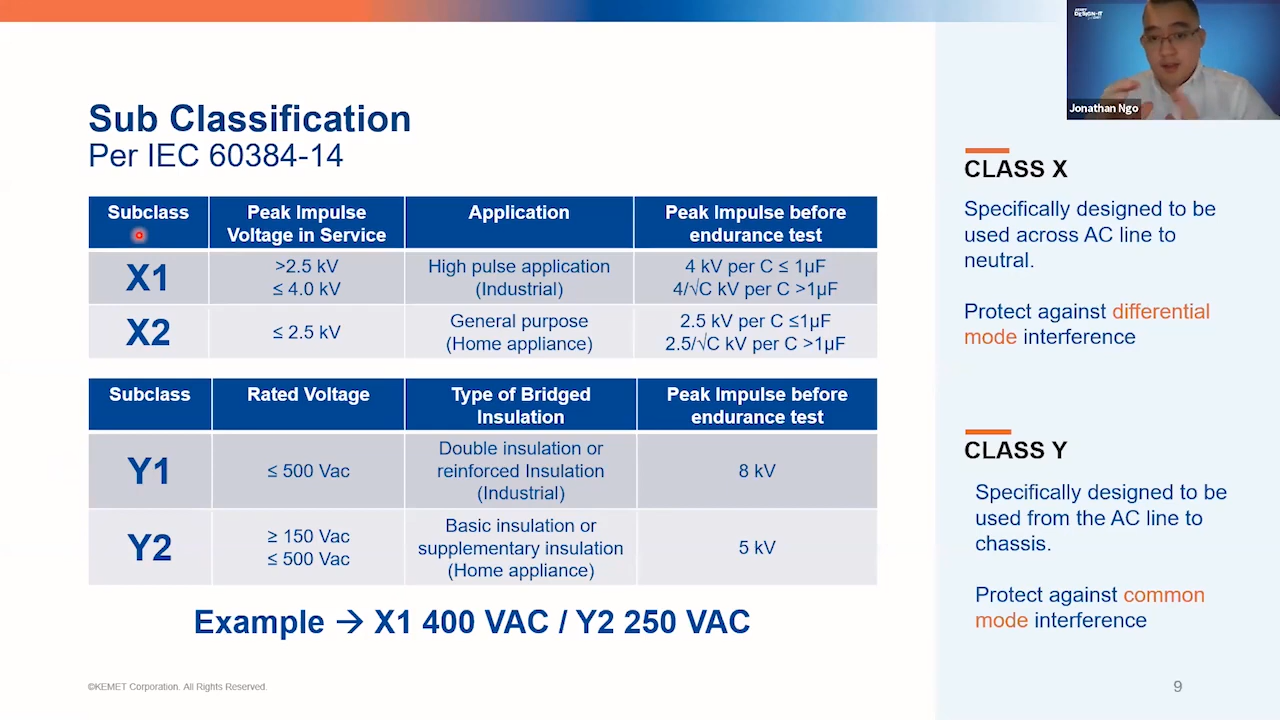 KEMET
DESIGN-IT
Jonathan Ngo
Sub Classification
Per IEC 60384-14
Subclass
Peak Impulse
Voltage in Service
Application
Peak Impulse before
endurance test
X1
>2.5 kV
≤ 4.0 kV
High pulse application
(Industrial)
4 kV per C ≤ 1µF
4/√C kV per C >1µF
X2
≤ 2.5 kV
General purpose
(Home appliance)
2.5 kV per C ≤1µF
2.5/√C kV per C >1µF
Subclass
Rated Voltage
Type of Bridged
Insulation
Peak Impulse before
endurance test
Y1
≤ 500 Vac
Double insulation or
reinforced Insulation
(Industrial)
8 kV
Y2
≥ 150 Vac
≤ 500 Vac
Basic insulation or
supplementary insulation
(Home appliance)
5 kV
Example → X1 400 VAC / Y2 250 VAC
CLASS X
Specifically designed to be
used across AC line to
neutral.
Protect against differential
mode interference
CLASS Y
Specifically designed to be
used from the AC line to
chassis.
Protect against common
mode interference
©KEMET Corporation. All Rights Reserved.
9